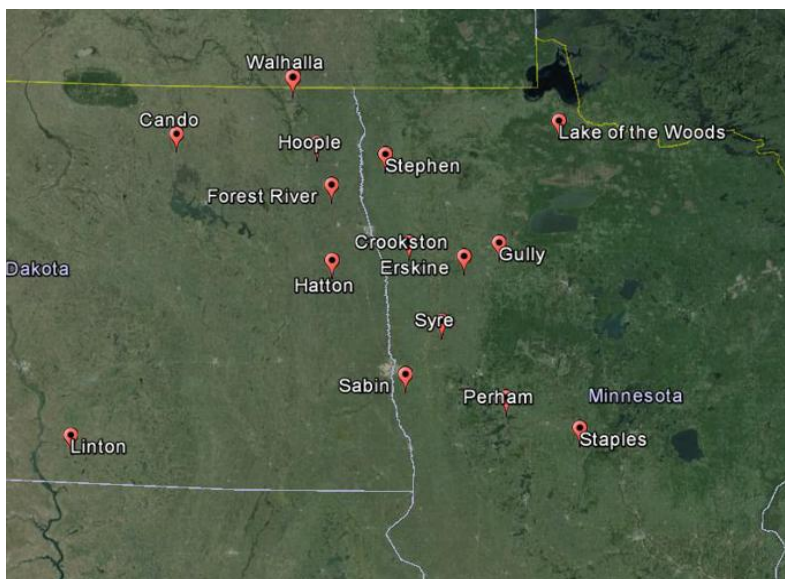 Walhalla
Cando
Hoople
Lake of the Woods
Stephen
Forest River
Crookston
Gully
Erskine
Dakota
Hatton
Syre
Sabin
Perham
Minnesota
Linton
Staples